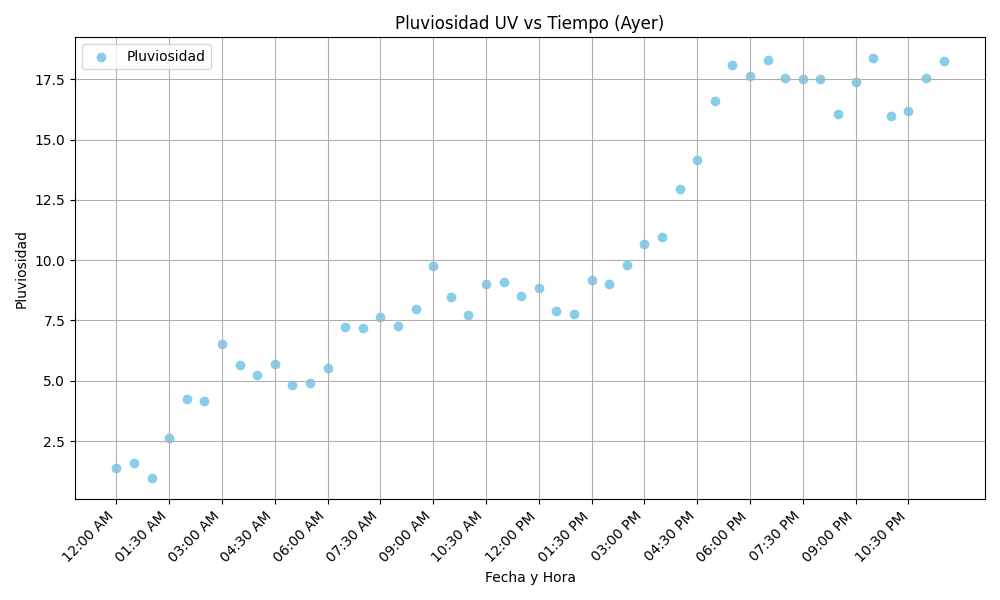 Pluviosidad UV vs Tiempo (Ayer)
Pluviosidad
17.5
15.0
12.5
10.0
7.5
5.0
2.5
Pluviosidad
12:00 AM
01:30 AM
03:00 AM
04:30 AM
06:00 AM
07:30 AM
09:00 AM
10:30 AM
12:00 PM
01:30 PM
03:00 PM
04:30 PM
06:00 PM
07:30 PM
09:00 PM
10:30 PM
Fecha y Hora